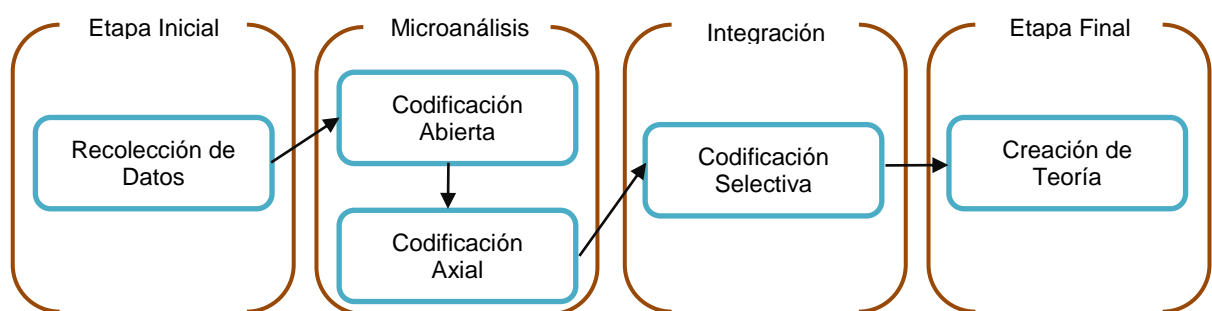 Etapa Inicial
Microanálisis
Integración
Etapa Final
Recolección de
Datos
Codificación
Abierta
Codificación
Axial
Codificación
Selectiva
Creación de
Teoría